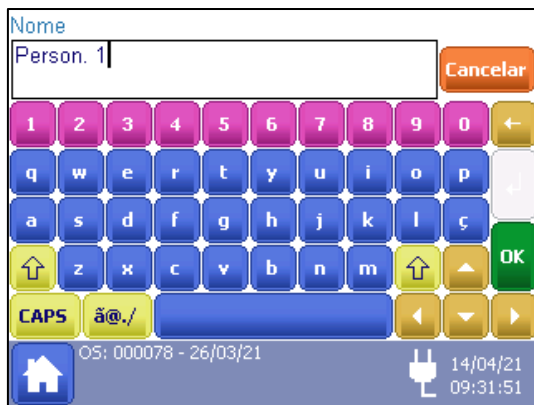 Nome
Person. 1
Cancelar
1 2 3 4 5 6 7 8 9 0
q w e r t y u i o p
a s d f g h j k l ç
OK
z x c v b n m
CAPS ã@./
OS: 000078 - 26/03/21
14/04/21
09:31:51